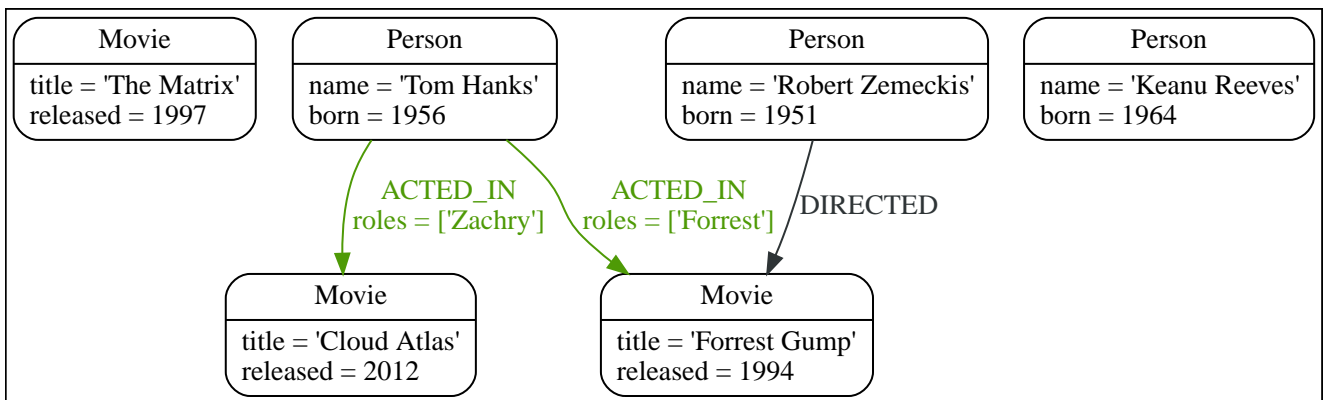 Movie
title = 'The Matrix'
released = 1997
Person
name = 'Tom Hanks'
born = 1956
Person
name = 'Robert Zemeckis'
born = 1951
Person
name = 'Keanu Reeves'
born = 1964
ACTED_IN
roles = ['Zachry']
ACTED_IN
roles = ['Forrest']
DIRECTED
Movie
title = 'Cloud Atlas'
released = 2012
Movie
title = 'Forrest Gump'
released = 1994